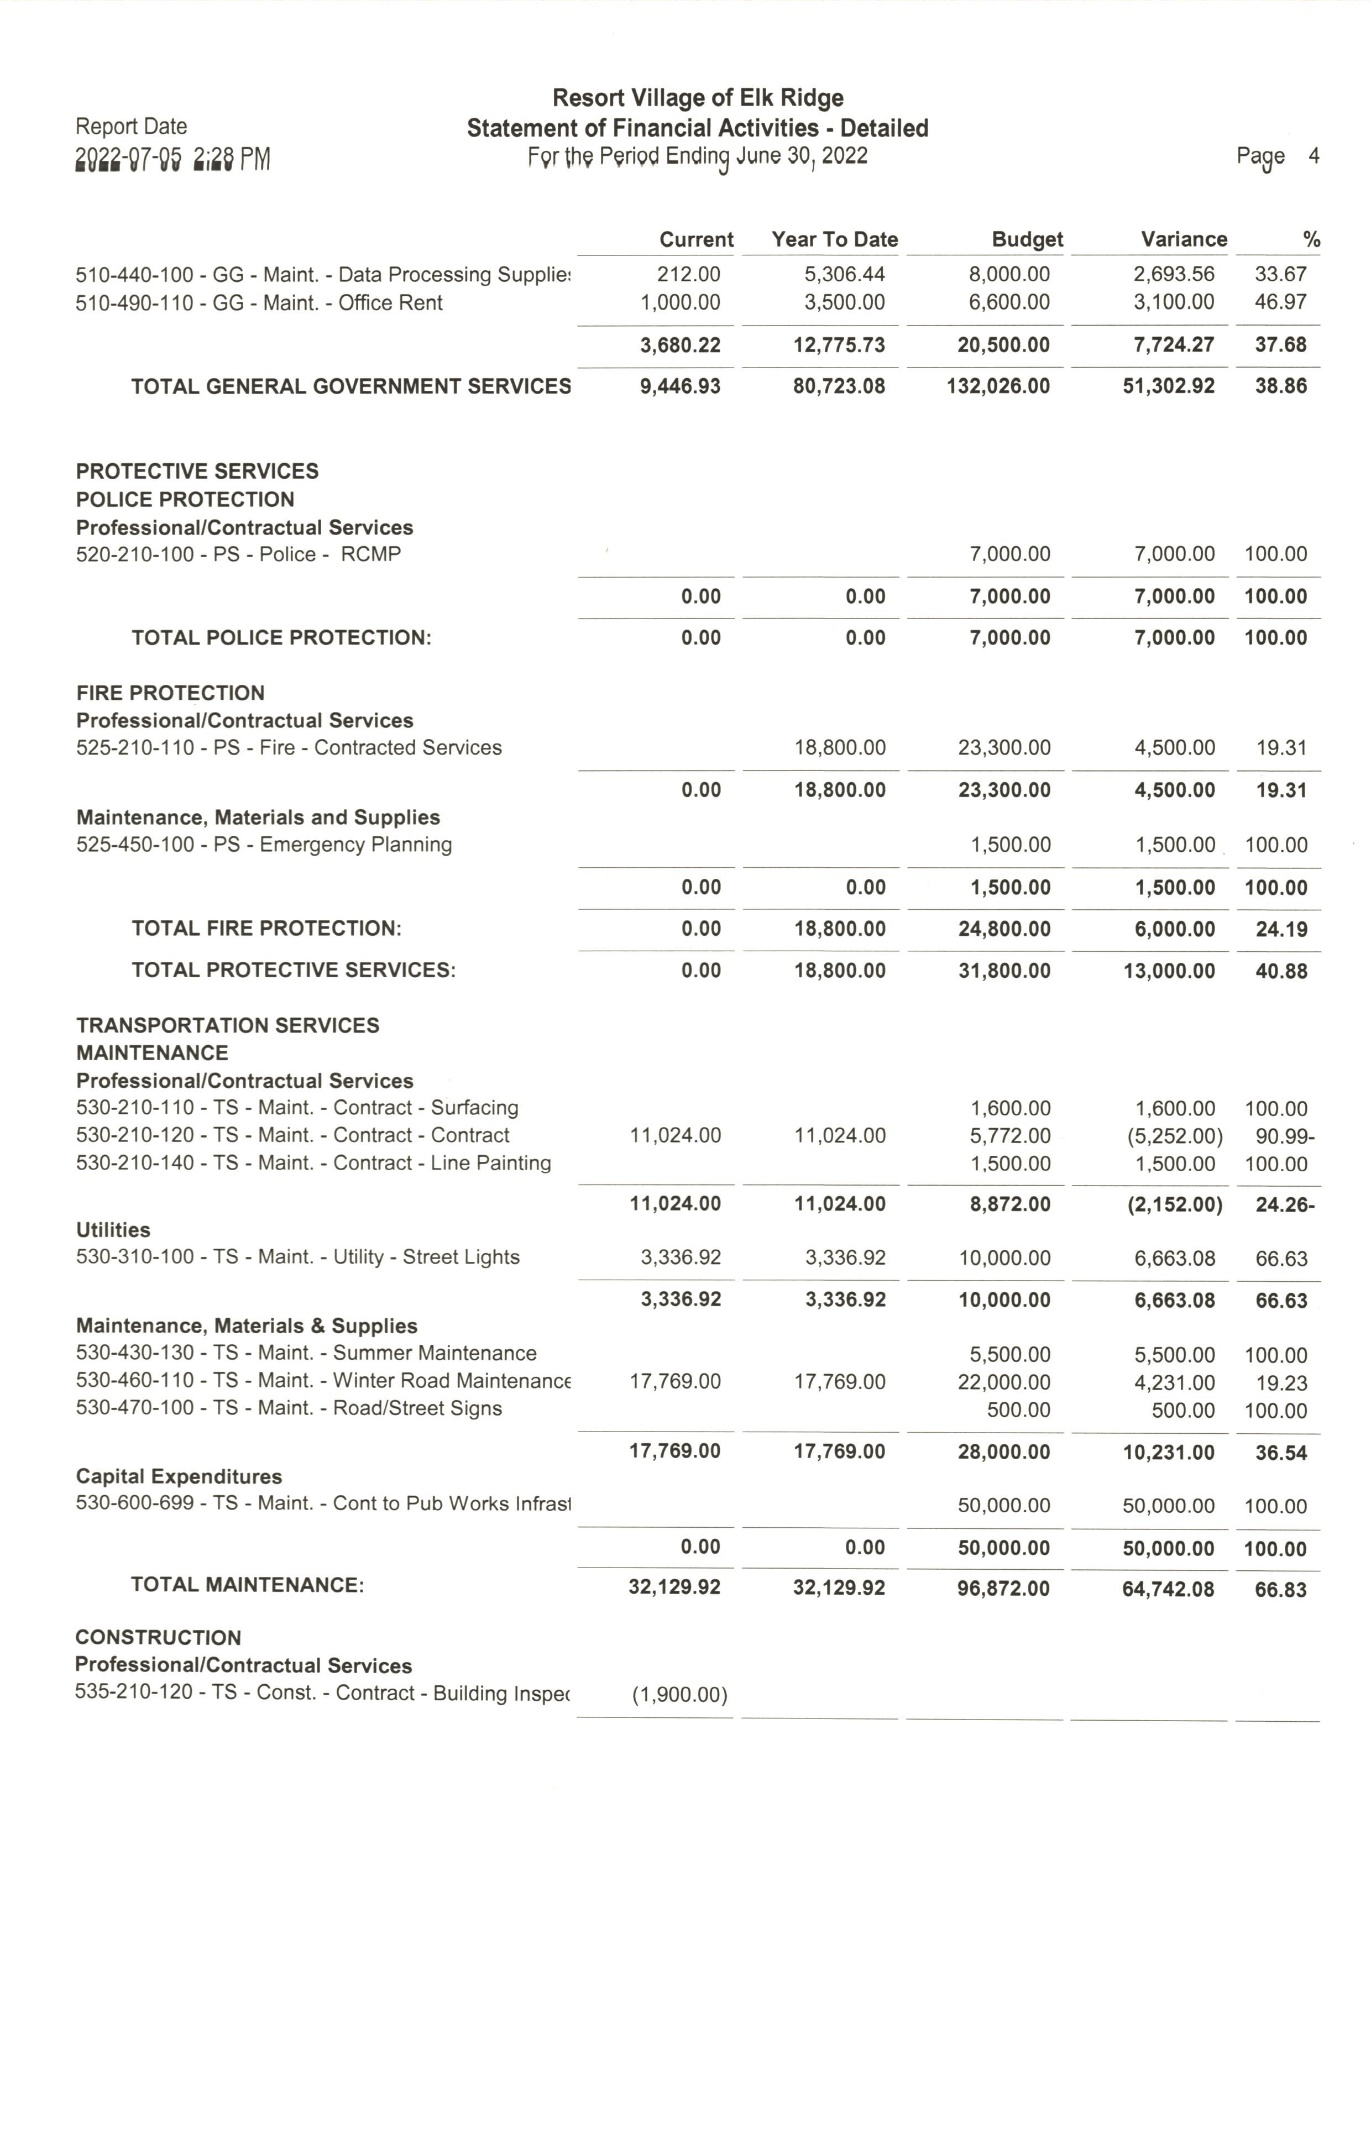 Resort Village of Elk Ridge
Report Date
Statement of Financial Activities - Detailed
2022-07-05 2:28 PM For the Period Ending June 30, 2022 Page 4
Current Year To Date Budget Variance %
510-440-100 - GG - Maint. - Data Processing Supplies 212.00 5,306.44 8,000.00 2,693.56 33.67
510-490-110 - GG - Maint. - Office Rent 1,000.00 3,500.00 6,600.00 3,100.00 46.97
3,680.22 12,775.73 20,500.00 7,724.27 37.68
TOTAL GENERAL GOVERNMENT SERVICES 9,446.93 80,723.08 132,026.00 51,302.92 38.86
PROTECTIVE SERVICES
POLICE PROTECTION
Professional/Contractual Services
520-210-100 - PS - Police - RCMP 7,000.00 7,000.00 100.00
0.00 0.00 7,000.00 7,000.00 100.00
TOTAL POLICE PROTECTION: 0.00 0.00 7,000.00 7,000.00 100.00
FIRE PROTECTION
Professional/Contractual Services
525-210-110 - PS - Fire - Contracted Services 18,800.00 23,300.00 4,500.00 19.31
0.00 18,800.00 23,300.00 4,500.00 19.31
Maintenance, Materials and Supplies
525-450-100 - PS - Emergency Planning 1,500.00 1,500.00 100.00
0.00 0.00 1,500.00 1,500.00 100.00
TOTAL FIRE PROTECTION: 0.00 18,800.00 24,800.00 6,000.00 24.19
TOTAL PROTECTIVE SERVICES: 0.00 18,800.00 31,800.00 13,000.00 40.88
TRANSPORTATION SERVICES
MAINTENANCE
Professional/Contractual Services
530-210-110 - TS - Maint. - Contract - Surfacing 1,600.00 1,600.00 100.00
530-210-120 - TS - Maint. - Contract - Contract 11,024.00 11,024.00 5,772.00 (5,252.00) 90.99-
530-210-140 - TS - Maint. - Contract - Line Painting 1,500.00 1,500.00 100.00
11,024.00 11,024.00 8,872.00 (2,152.00) 24.26-
Utilities
530-310-100 - TS - Maint. - Utility - Street Lights 3,336.92 3,336.92 10,000.00 6,663.08 66.63
3,336.92 3,336.92 10,000.00 6,663.08 66.63
Maintenance, Materials & Supplies
530-430-130 - TS - Maint. - Summer Maintenance 5,500.00 5,500.00 100.00
530-460-110 - TS - Maint. - Winter Road Maintenance 17,769.00 17,769.00 22,000.00 4,231.00 19.23
530-470-100 - TS - Maint. - Road/Street Signs 500.00 500.00 100.00
17,769.00 17,769.00 28,000.00 10,231.00 36.54
Capital Expenditures
530-600-699 - TS - Maint. - Cont to Pub Works Infrast 50,000.00 50,000.00 100.00
0.00 0.00 50,000.00 50,000.00 100.00
TOTAL MAINTENANCE: 32,129.92 32,129.92 96,872.00 64,742.08 66.83
CONSTRUCTION
Professional/Contractual Services
535-210-120 - TS - Const. - Contract - Building Inspec (1,900.00)